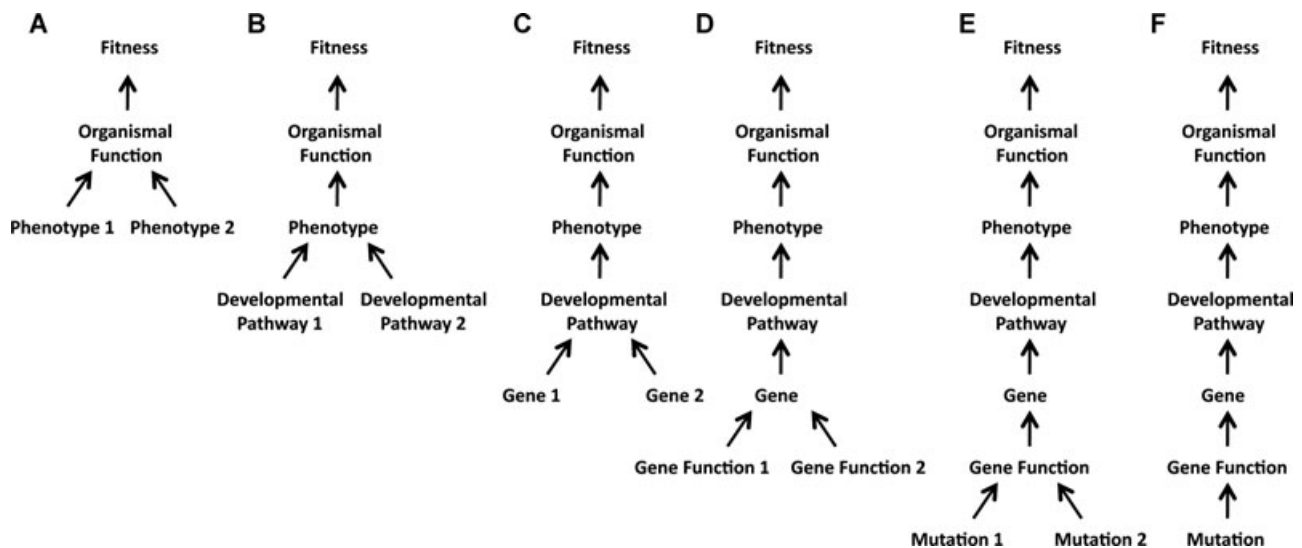 A
Fitness
Organismal
Function
Phenotype 1
Phenotype 2
B
Fitness
Organismal
Function
Phenotype
Developmental
Pathway 1
Developmental
Pathway 2
C
Fitness
Organismal
Function
Phenotype
Developmental
Pathway
Gene 1
Gene 2
D
Fitness
Organismal
Function
Phenotype
Developmental
Pathway
Gene
Gene Function 1
Gene Function 2
E
Fitness
Organismal
Function
Phenotype
Developmental
Pathway
Gene
Gene Function
Mutation 1
Mutation 2
F
Fitness
Organismal
Function
Phenotype
Developmental
Pathway
Gene
Gene Function
Mutation